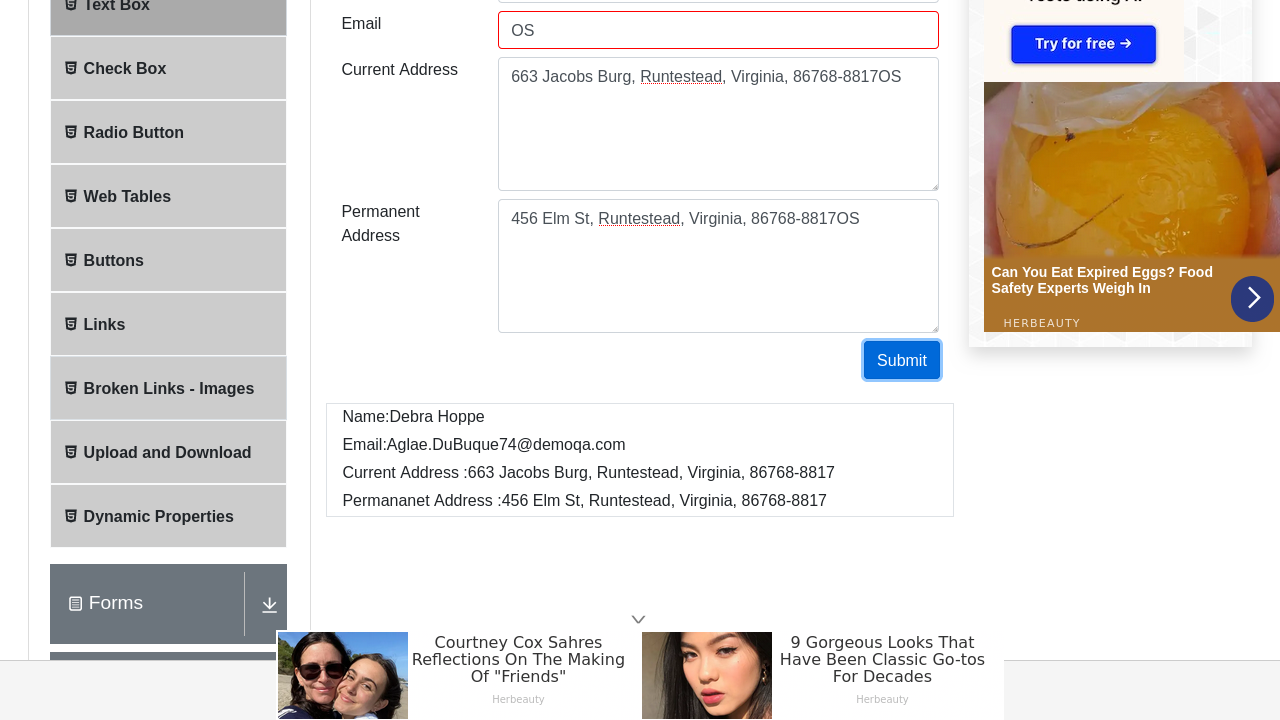 Text Box
Check Box
Radio Button
Web Tables
Buttons
Links
Broken Links - Images
Upload and Download
Dynamic Properties
Forms
Email
OS
Current Address
663 Jacobs Burg, Runtestead, Virginia, 86768-8817OS
Permanent
Address
456 Elm St, Runtestead, Virginia, 86768-8817OS
Submit
Name:Debra Hoppe
Email:Aglae.DuBuque74@demoqa.com
Current Address :663 Jacobs Burg, Runtestead, Virginia, 86768-8817
Permananet Address :456 Elm St, Runtestead, Virginia, 86768-8817
Try for free →
Can You Eat Expired Eggs? Food
Safety Experts Weigh In
HERBEAUTY
Courtney Cox Sahres
Reflections On The Making
Of "Friends"
Herbeauty
9 Gorgeous Looks That
Have Been Classic Go-tos
For Decades
Herbeauty